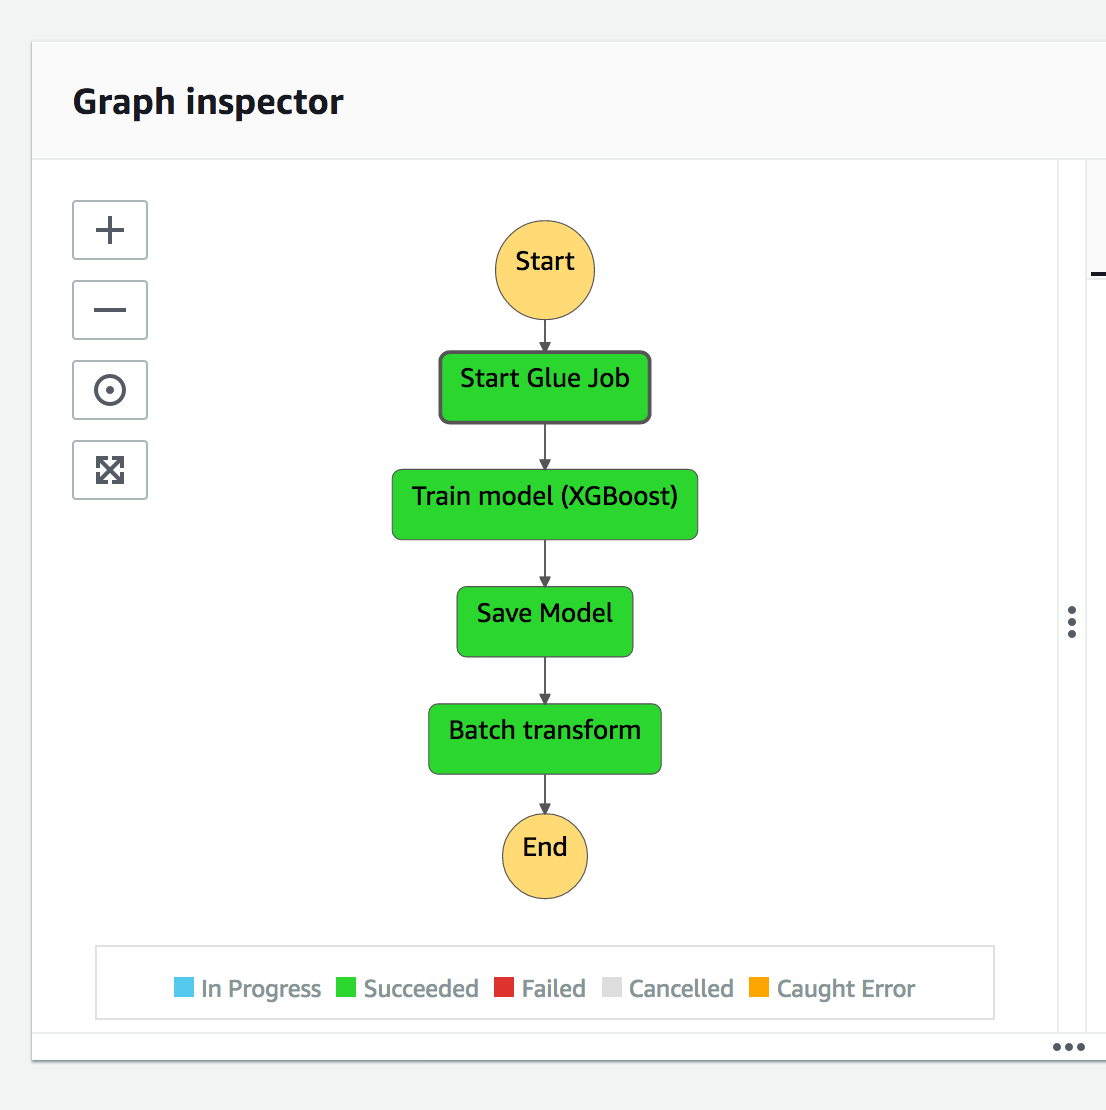 Graph inspector
Start
Start Glue Job
Train model (XGBoost)
Save Model
Batch transform
End
In Progress Succeeded Failed Cancelled Caught Error